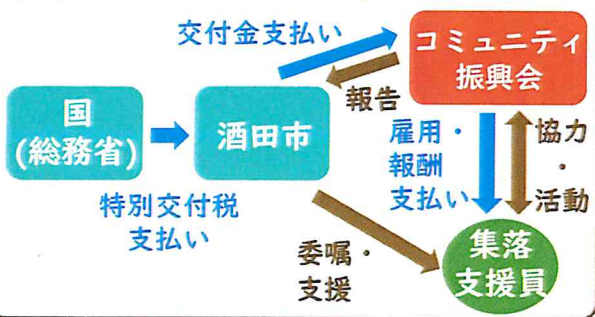 交付金支払い
コミュニティ
振興会
報告
国
(総務省)
酒田市
特別交付税
支払い
雇用・
報酬
支払い
協力
・
活動
委嘱・
支援
集落
支援員